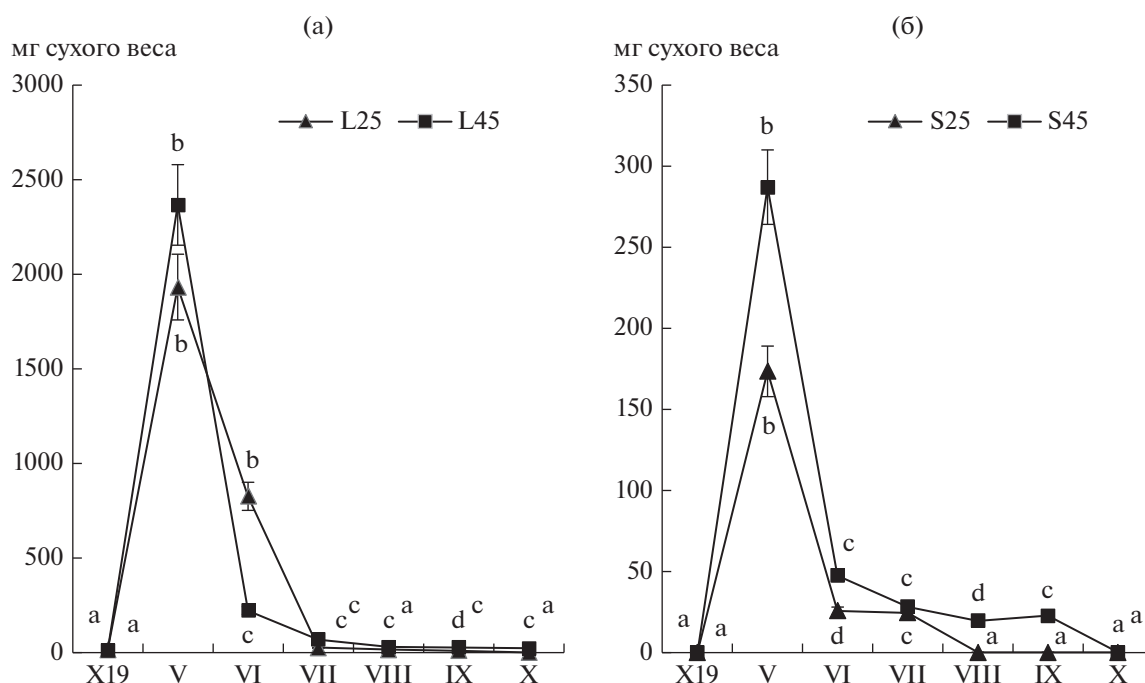 (а)
мг сухого веса
3000
2500
2000
1500
1000
500
0
L25 L45
b
b
b
c
a
a
c c
c a
d c
c a
X19 V VI VII VIII IX X
(б)
мг сухого веса
350
300
250
200
150
100
50
0
S25 S45
b
b
c
d
c
c
d
a
c
a
a
a
a a
X19 V VI VII VIII IX X